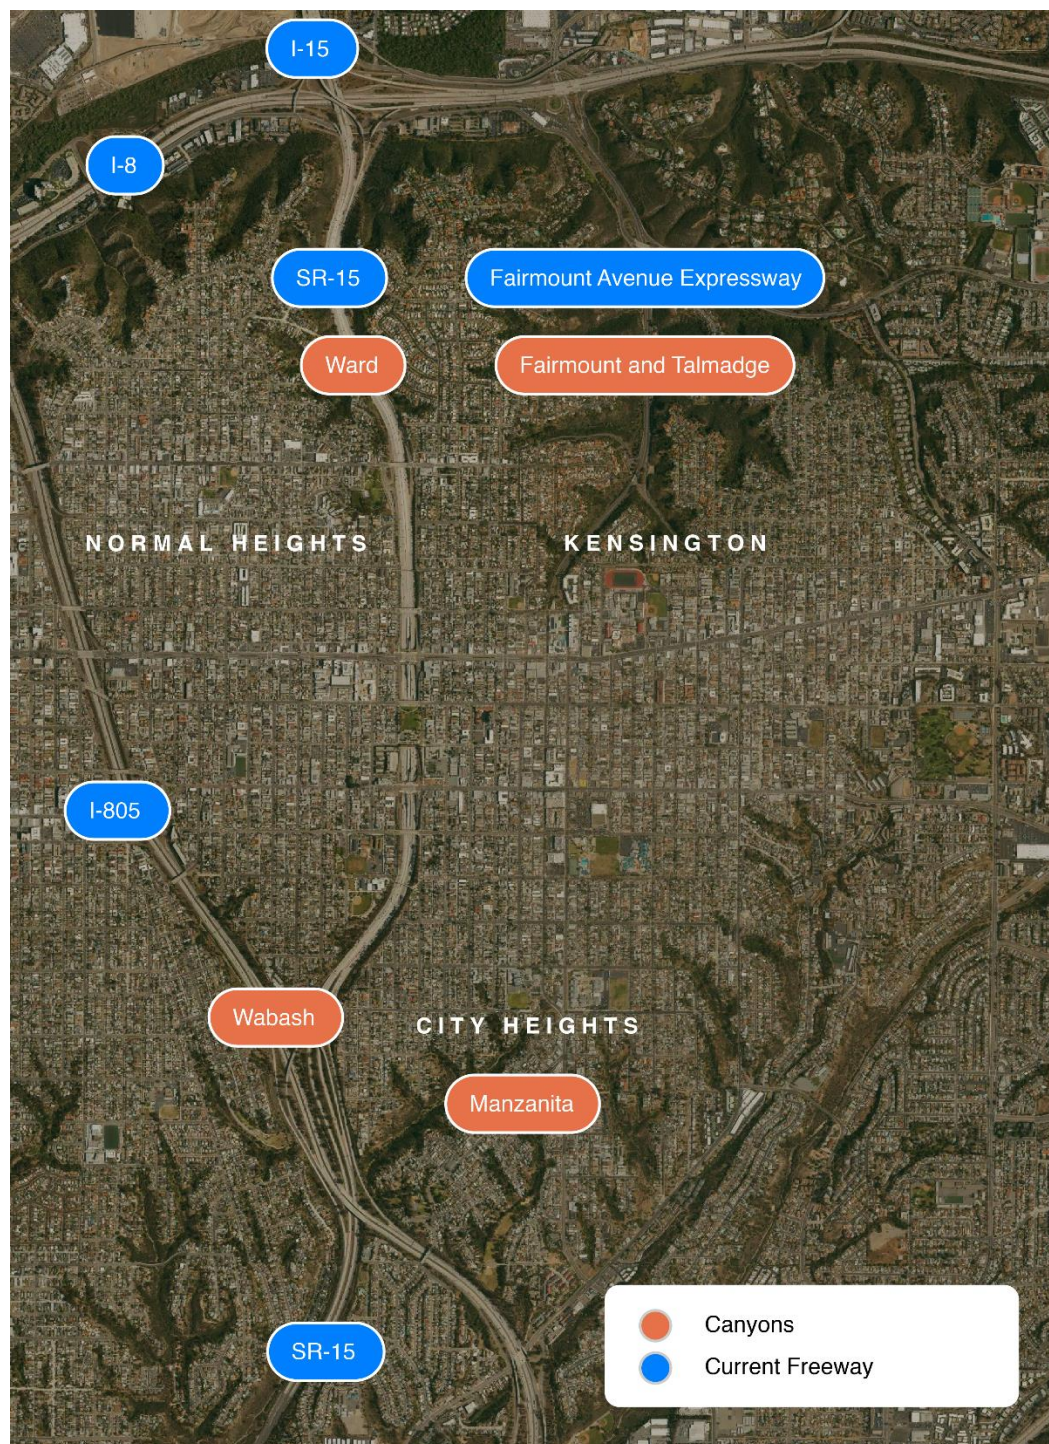 I-15
I-8
SR-15
Fairmount Avenue Expressway
Ward
Fairmount and Talmadge
NORMAL HEIGHTS
KENSINGTON
I-805
Wabash
CITY HEIGHTS
Manzanita
SR-15
Canyons
Current Freeway